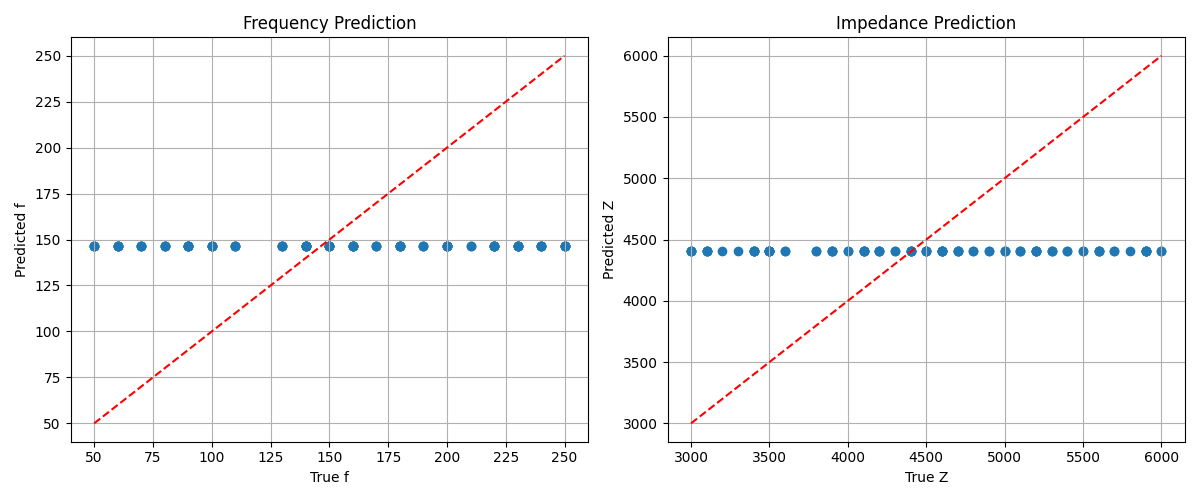 Frequency Prediction
250
225
200
175
150
125
100
75
50
Predicted f
50 75 100 125 150 175 200 225 250
True f
Impedance Prediction
6000
5500
5000
4500
4000
3500
3000
Predicted Z
3000 3500 4000 4500 5000 5500 6000
True Z